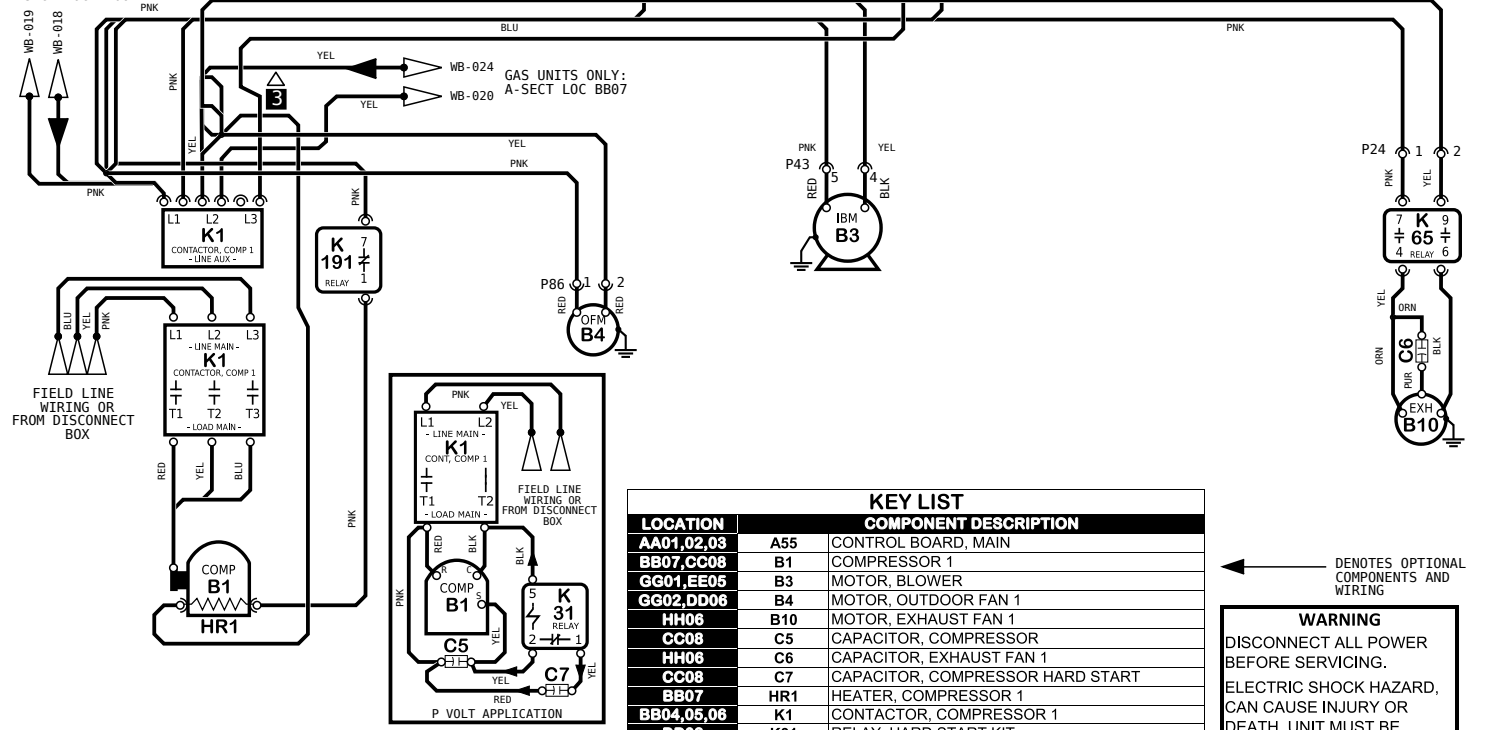 PNK
WB-019
WB-018
BLU
PNK
YEL
WB-024
GAS UNITS ONLY:
A-SECT LOC BB07
PNK
3
YEL
WB-020
YEL
YEL
PNK
PNK
PNK
YEL
P43
5
4
RED
BLK
IBM
B3
P24
1
2
PNK
YEL
PNK
L1
L2
L3
K1
CONTACTOR, COMP 1
- LINE AUX -
K
191
7
1
RELAY
7
K
9
65
4
RELAY
6
P86
1
2
RED
RED
OFM
B4
YEL
ORN
ORN
C6
BLK
PUR
EXH
B10
BLU
YEL
PNK
L1
L2
L3
- LINE MAIN -
K1
CONTACTOR, COMP 1
T1
T2
T3
- LOAD MAIN -
FIELD LINE
WIRING OR
FROM DISCONNECT
BOX
RED
YEL
BLU
PNK
COMP
B1
HR1
PNK
YEL
L1
L2
- LINE MAIN -
K1
CONT, COMP 1
T1
T2
- LOAD MAIN -
FIELD LINE
WIRING OR
FROM DISCONNECT
BOX
RED
BLK
BLK
PNK
R
C
S
COMP
B1
YEL
5
K
31
RELAY
2
1
C5
YEL
C7
YEL
RED
P VOLT APPLICATION
KEY LIST
LOCATION COMPONENT DESCRIPTION
AA01,02,03 A55 CONTROL BOARD, MAIN
BB07,CC08 B1 COMPRESSOR 1
GG01,EE05 B3 MOTOR, BLOWER
GG02,DD06 B4 MOTOR, OUTDOOR FAN 1
HH06 B10 MOTOR, EXHAUST FAN 1
CC08 C5 CAPACITOR, COMPRESSOR
HH06 C6 CAPACITOR, EXHAUST FAN 1
CC08 C7 CAPACITOR, COMPRESSOR HARD START
BB07 HR1 HEATER, COMPRESSOR 1
BB04,05,06 K1 CONTACTOR, COMPRESSOR 1
DENOTES OPTIONAL
COMPONENTS AND
WIRING
WARNING
DISCONNECT ALL POWER
BEFORE SERVICING.
ELECTRIC SHOCK HAZARD,
CAN CAUSE INJURY OR
DEATH. UNIT MUST BE